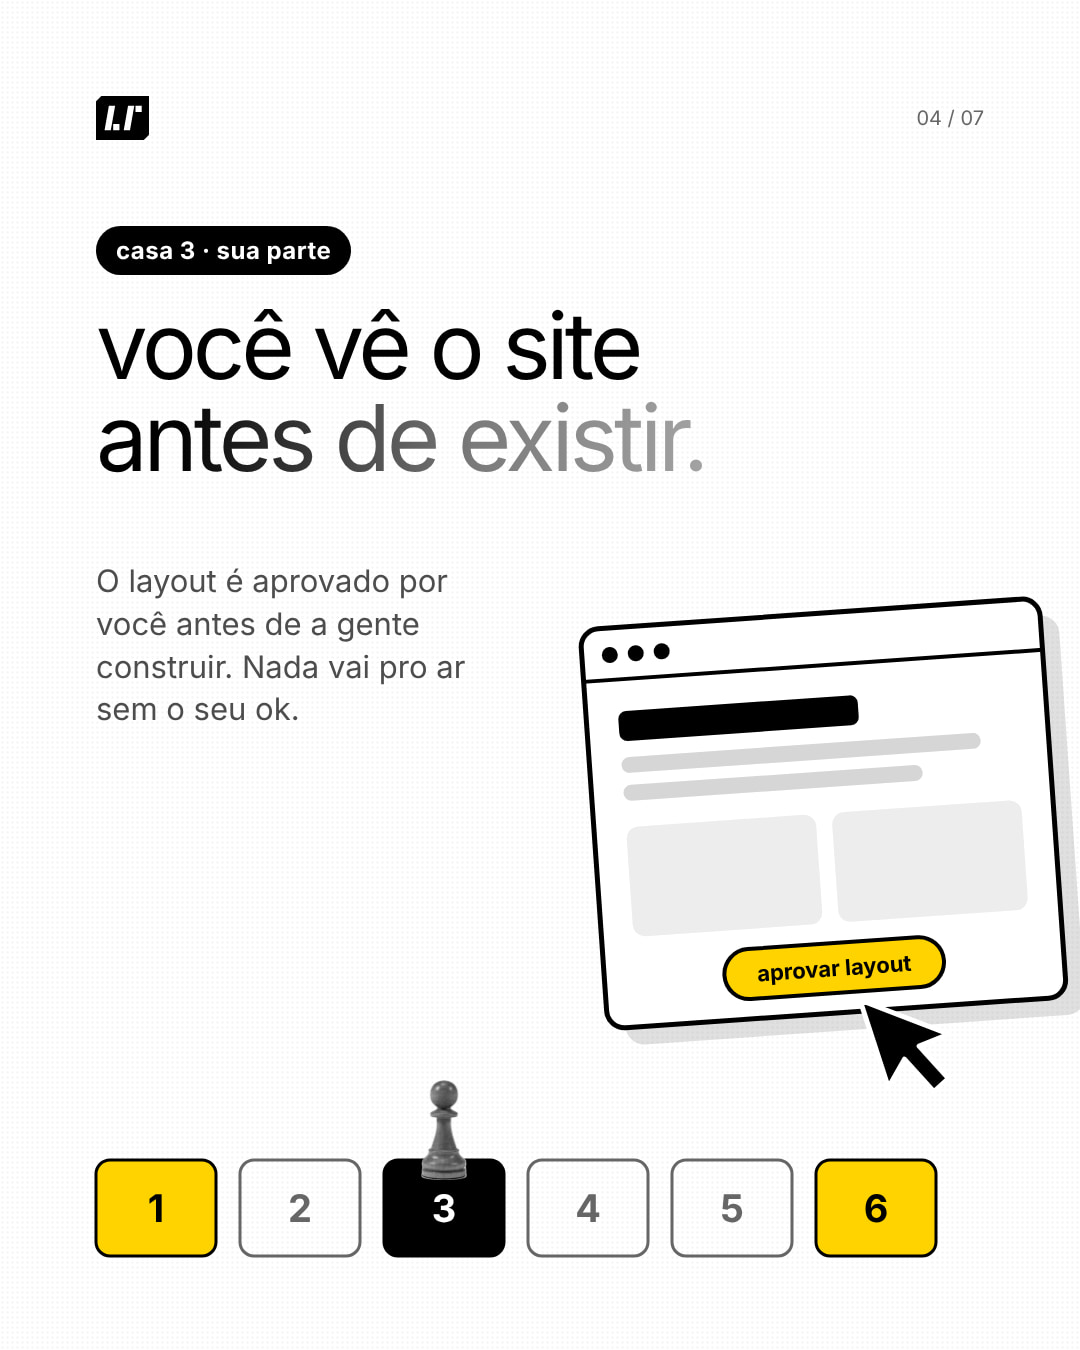 LT
04 / 07
casa 3 · sua parte
você vê o site
antes de existir.
O layout é aprovado por
você antes de a gente
construir. Nada vai pro ar
sem o seu ok.
aprovar layout
1 2 3 4 5 6